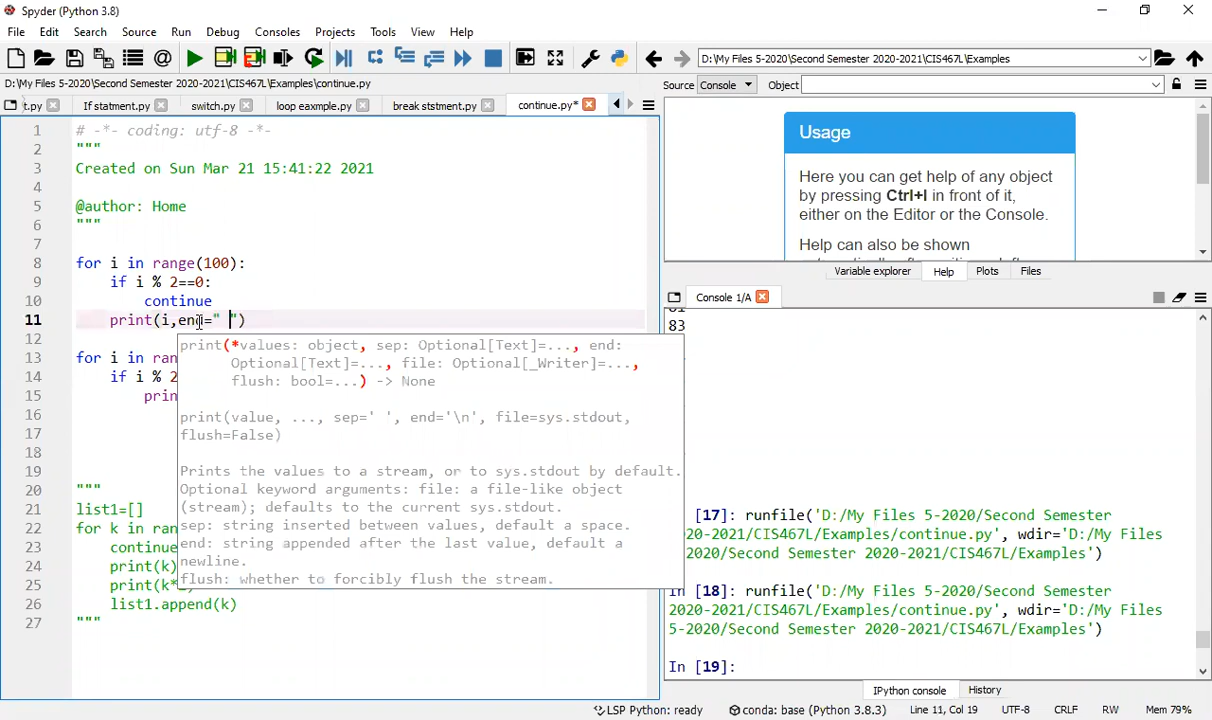 Spyder (Python 3.8)
File Edit Search Source Run Debug Consoles Projects Tools View Help
D:\My Files 5-2020\Second Semester 2020-2021\CIS467L\Examples
D:\My Files 5-2020\Second Semester 2020-2021\CIS467L\Examples\continue.py
Source Console Object
t.py If statment.py switch.py loop eaxmple.py break ststment.py continue.py*
1 # -*- coding: utf-8 -*-
2 """
3 Created on Sun Mar 21 15:41:22 2021
4
5 @author: Home
6 """
7
8 for i in range(100):
9 if i % 2==0:
10 continue
11 print(i,end=" ")
12
13 for i in ran
14 if i % 2
15 prin
16
17
18
19
20 """
21 list1=[]
22 for k in ran
23 continue
24 print(k)
25 print(k*
26 list1.append(k)
27 """
print(*values: object, sep: Optional[Text]=..., end:
Optional[Text]=..., file: Optional[_Writer]=...,
flush: bool=...) -> None
print(value, ..., sep=' ', end='\n', file=sys.stdout,
flush=False)
Prints the values to a stream, or to sys.stdout by default.
Optional keyword arguments: file: a file-like object
(stream); defaults to the current sys.stdout.
sep: string inserted between values, default a space.
end: string appended after the last value, default a
newline.
flush: whether to forcibly flush the stream.
Usage
Here you can get help of any object
by pressing Ctrl+I in front of it,
either on the Editor or the Console.
Help can also be shown
Variable explorer Help Plots Files
Console 1/A
83
[17]: runfile('D:/My Files 5-2020/Second Semester
20-2021/CIS467L/Examples/continue.py', wdir='D:/My Files
5-2020/Second Semester 2020-2021/CIS467L/Examples')
In [18]: runfile('D:/My Files 5-2020/Second Semester
2020-2021/CIS467L/Examples/continue.py', wdir='D:/My Files
5-2020/Second Semester 2020-2021/CIS467L/Examples')
In [19]:
IPython console History
LSP Python: ready conda: base (Python 3.8.3) Line 11, Col 19 UTF-8 CRLF RW Mem 79%